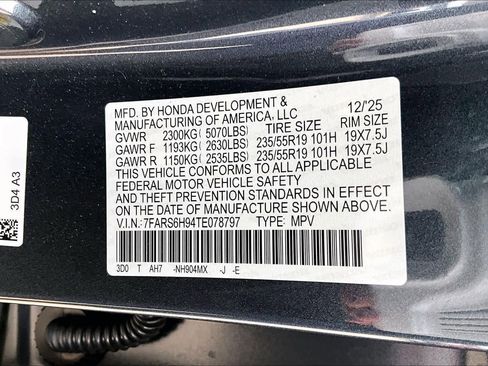 MFD. BY HONDA DEVELOPMENT & 12/25
MANUFACTURING OF AMERICA, LLC
GVWR 2300KG( 5070LBS) TIRE SIZE RIM SIZE
GAWR F 1193KG( 2630LBS) 235/55R19 101H 19X7.5J
GAWR R 1150KG( 2535LBS) 235/55R19 101H 19X7.5J
THIS VEHICLE CONFORMS TO ALL APPLICABLE
FEDERAL MOTOR VEHICLE SAFETY
AND THEFT PREVENTION STANDARDS IN EFFECT
ON THE DATE OF MANUFACTURE SHOWN ABOVE.
V.I.N.: 7FARS6H94TE078797 TYPE: MPV
3D0 T AH7 -NH904MX -J -E
3D4 A3